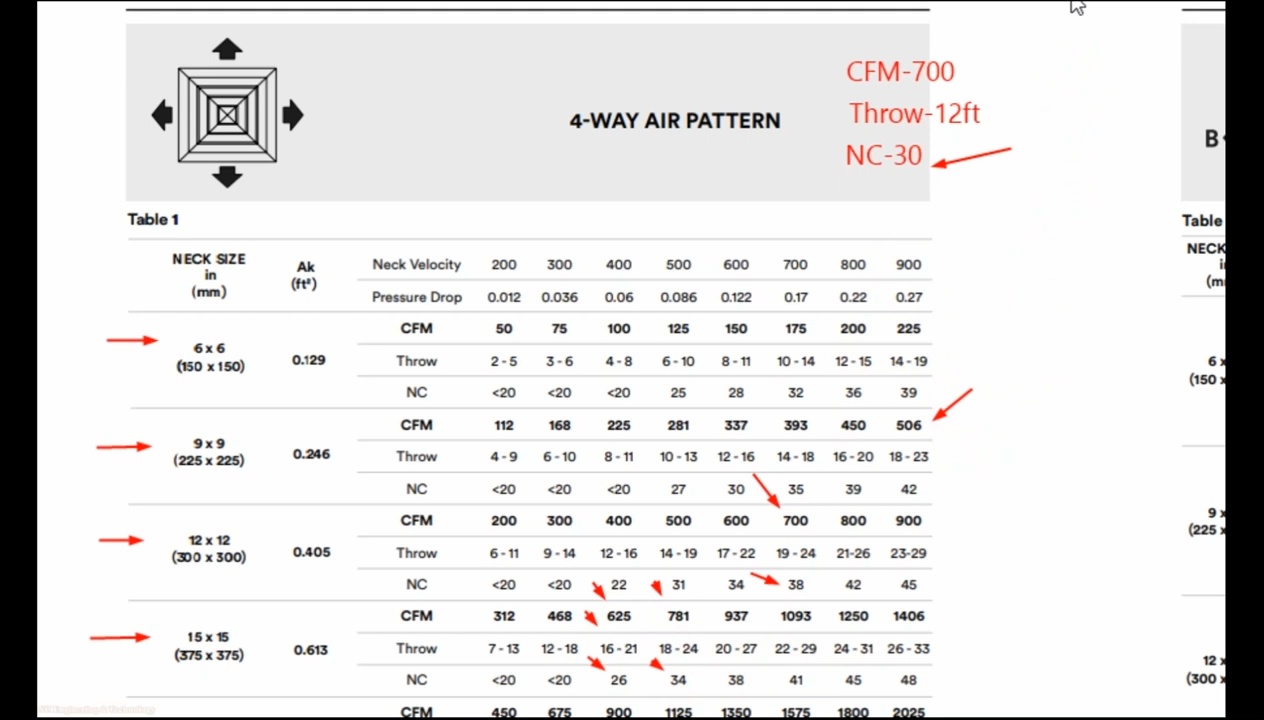 CFM-700
Throw-12ft
NC-30
4-WAY AIR PATTERN
B
Table 1
Table
NECK SIZE in (mm) Ak (ft²) Neck Velocity 200 300 400 500 600 700 800 900
Pressure Drop 0.012 0.036 0.06 0.086 0.122 0.17 0.22 0.27
6 x 6 (150 x 150) 0.129 CFM 50 75 100 125 150 175 200 225
Throw 2 - 5 3 - 6 4 - 8 6 - 10 8 - 11 10 - 14 12 - 15 14 - 19
NC <20 <20 <20 25 28 32 36 39
9 x 9 (225 x 225) 0.246 CFM 112 168 225 281 337 393 450 506
Throw 4 - 9 6 - 10 8 - 11 10 - 13 12 - 16 14 - 18 16 - 20 18 - 23
NC <20 <20 <20 27 30 35 39 42
12 x 12 (300 x 300) 0.405 CFM 200 300 400 500 600 700 800 900
Throw 6 - 11 9 - 14 12 - 16 14 - 19 17 - 22 19 - 24 21-26 23-29
NC <20 <20 22 31 34 38 42 45
15 x 15 (375 x 375) 0.613 CFM 312 468 625 781 937 1093 1250 1406
Throw 7 - 13 12 - 18 16 - 21 18 - 24 20 - 27 22 - 29 24 - 31 26 - 33
NC <20 <20 26 34 38 41 45 48
CFM 450 675 900 1125 1350 1575 1800 2025
NECK
6 x
(150 x
9 x
(225 x
12 x
(300 x